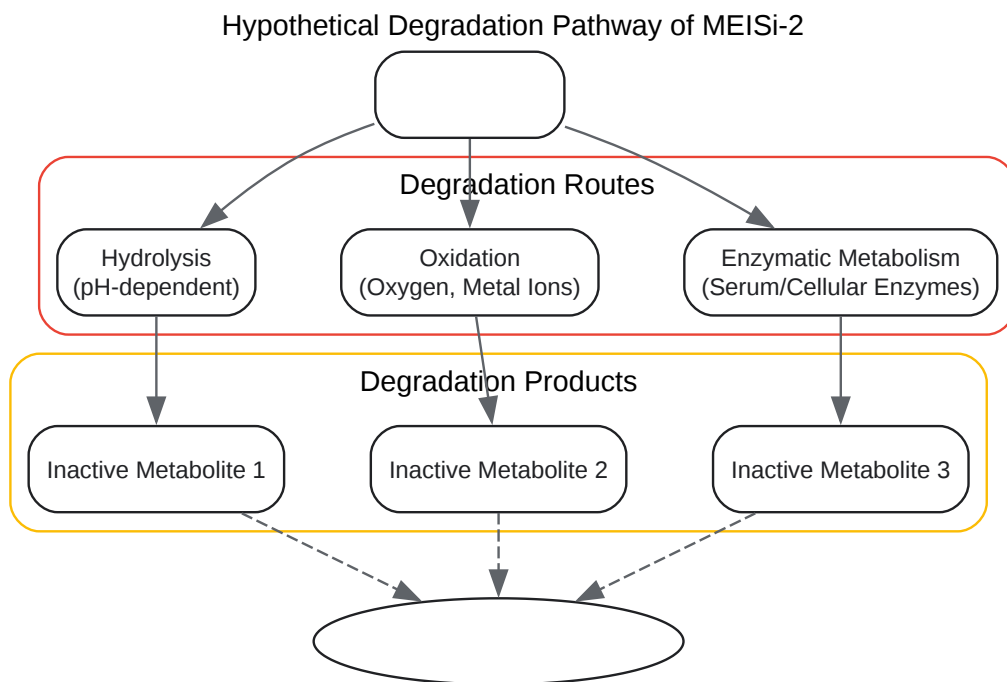 Hypothetical Degradation Pathway of MEISi-2
Degradation Routes
Hydrolysis
(pH-dependent)
Oxidation
(Oxygen, Metal Ions)
Enzymatic Metabolism
(Serum/Cellular Enzymes)
Degradation Products
Inactive Metabolite 1
Inactive Metabolite 2
Inactive Metabolite 3